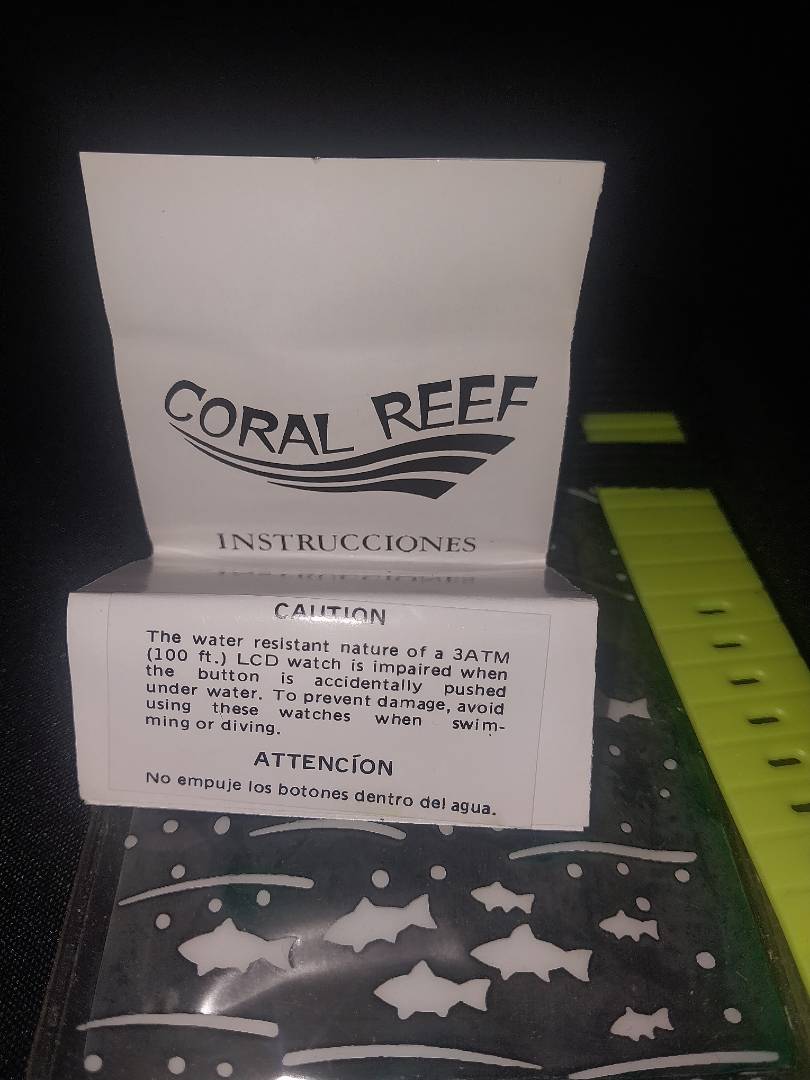 CORAL REEF
INSTRUCCIONES
CAUTION
The water resistant nature of a 3ATM
(100 ft.) LCD watch is impaired when
the button is accidentally pushed
under water. To prevent damage, avoid
using these watches when swim-
ming or diving.
ATTENCÍON
No empuje los botones dentro del agua.